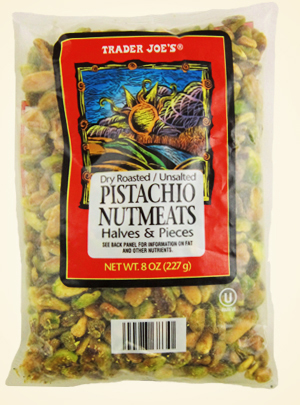 TRADER JOE'S®
Dry Roasted / Unsalted
PISTACHIO
NUTMEATS
Halves & Pieces
SEE BACK PANEL FOR INFORMATION ON FAT
AND OTHER NUTRIENTS.
NET WT. 8 OZ (227g)
U